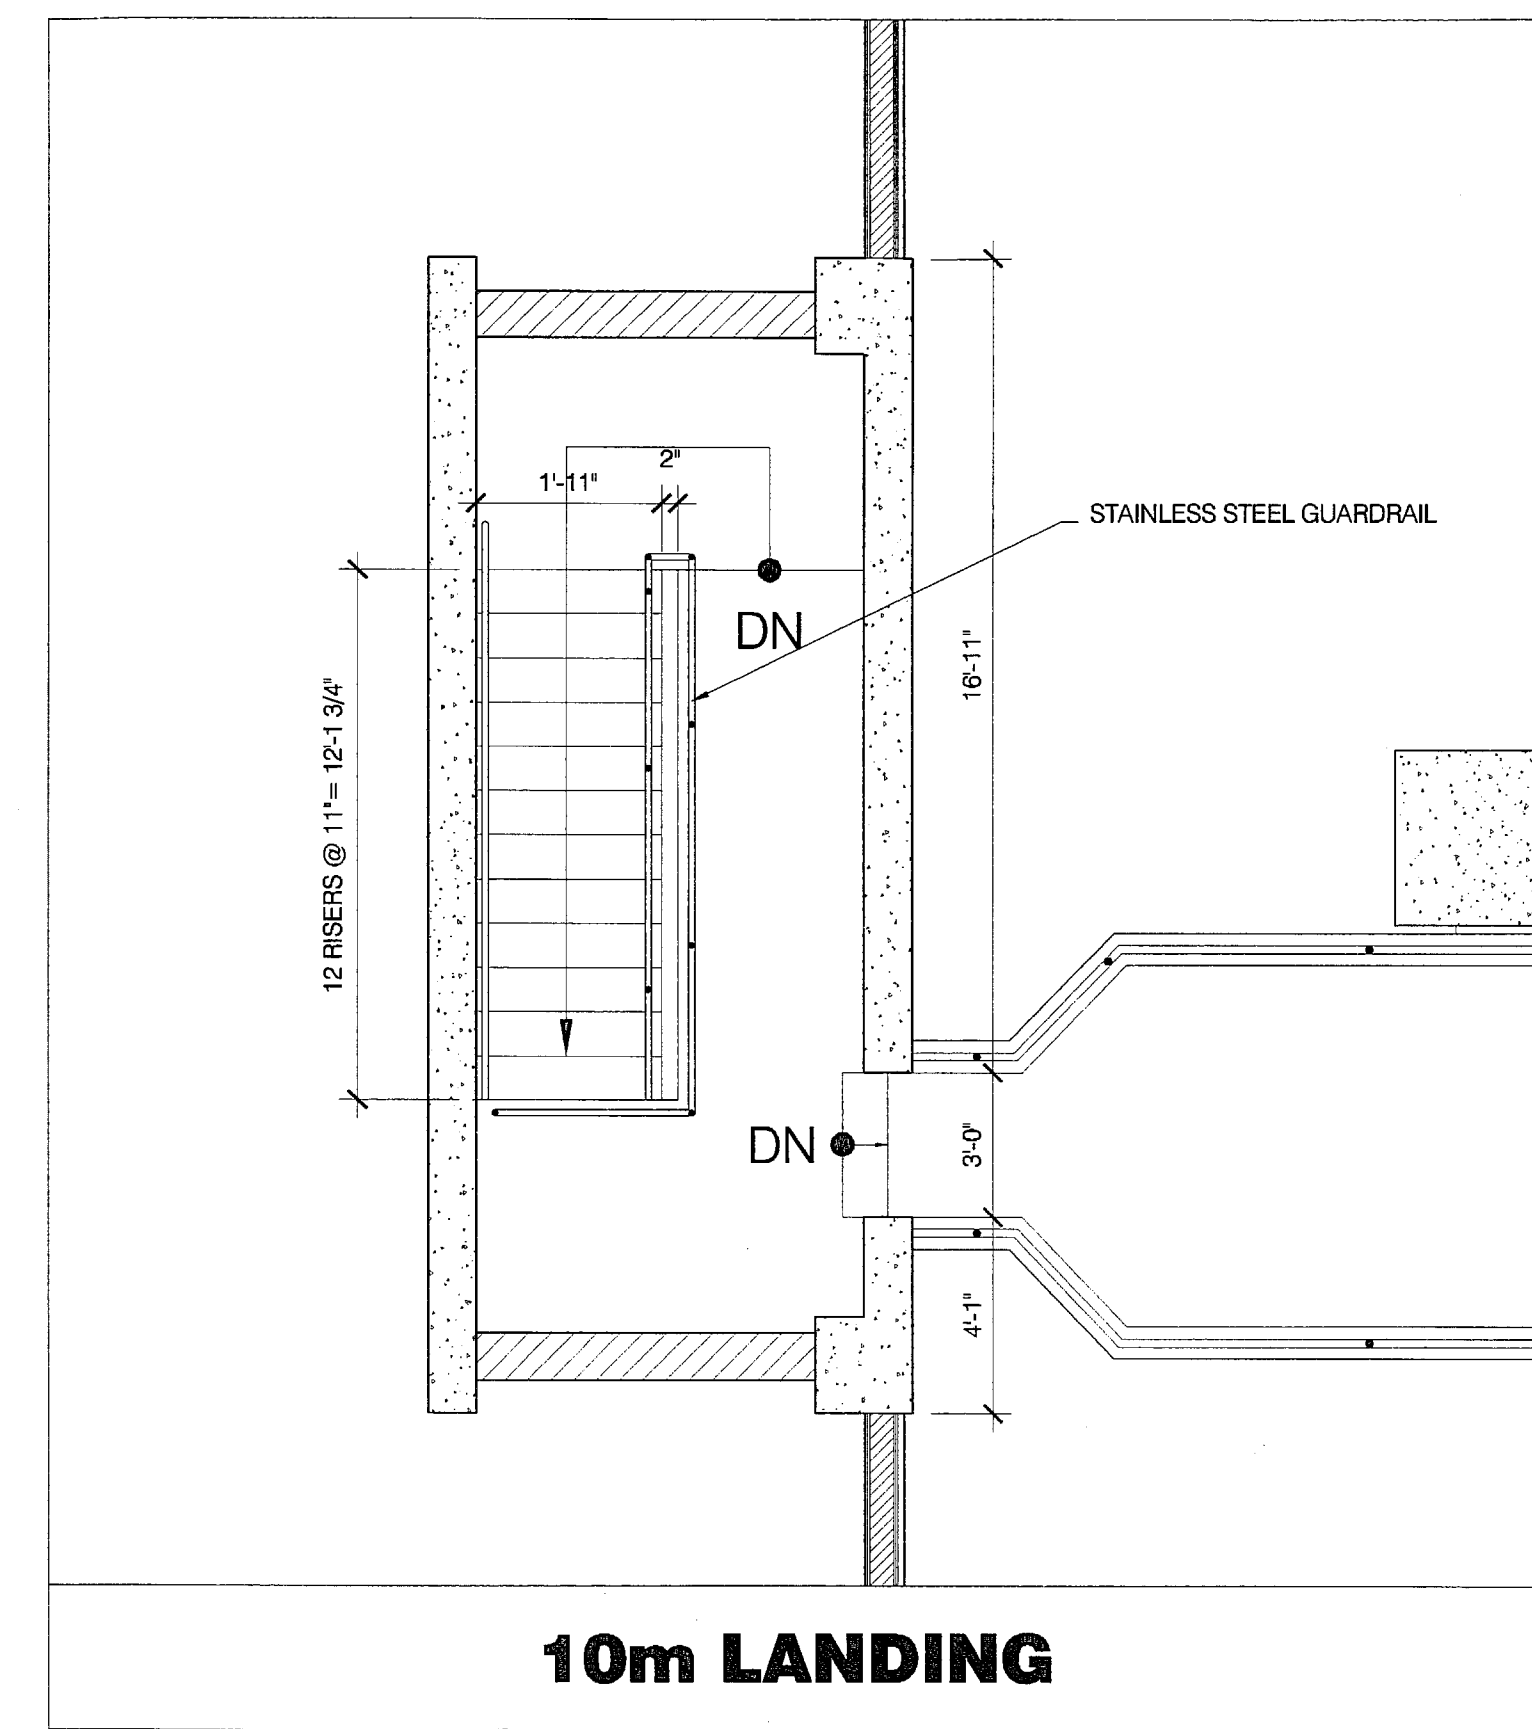 2"
1'-11"
STAINLESS STEEL GUARDRAIL
DN
16'-11"
12 RISERS @ 11"= 12'-1 3/4"
DN
3'-0"
4'-1"
10m LANDING